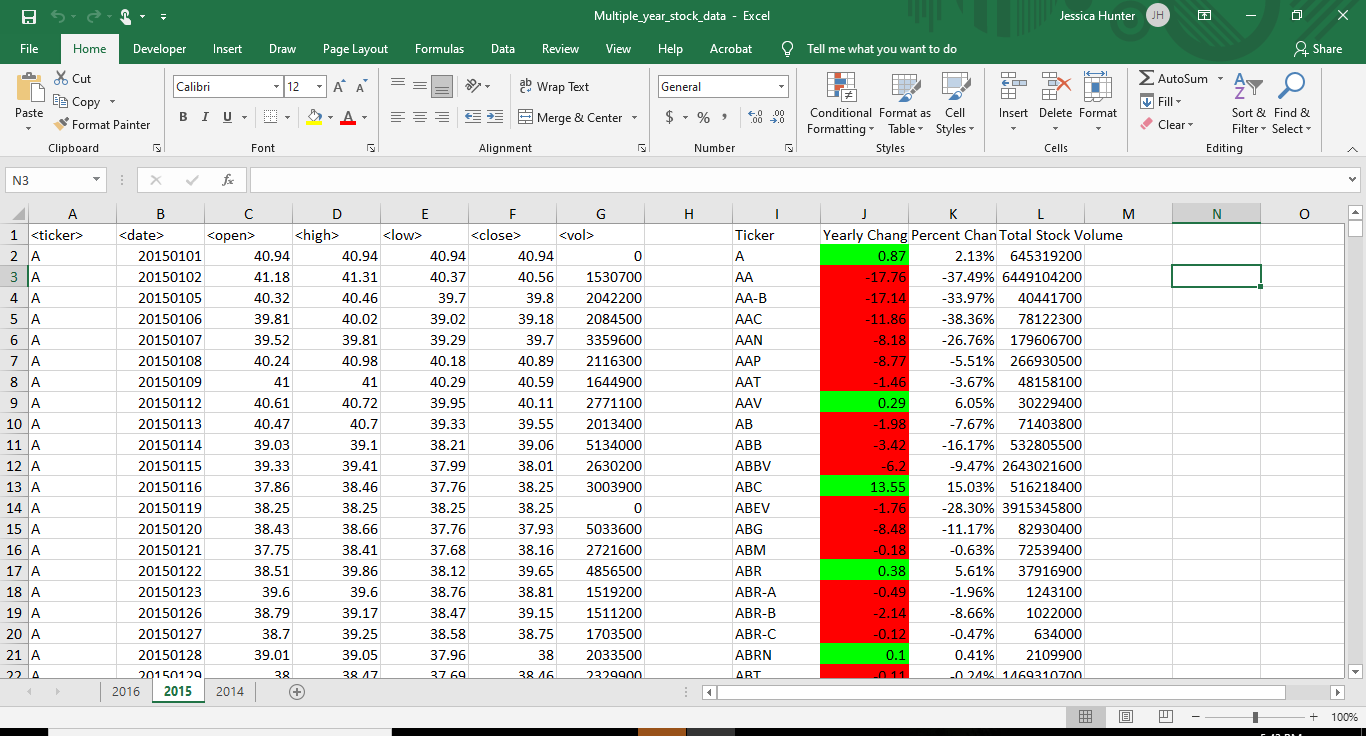 Multiple_year_stock_data - Excel
Jessica Hunter JH
File Home Developer Insert Draw Page Layout Formulas Data Review View Help Acrobat Tell me what you want to do Share
Paste Cut Copy Format Painter
Clipboard
Calibri 12
B I U A
Font
Wrap Text
Merge & Center
Alignment
General
$ % ,
Number
Conditional Formatting
Format as Table
Cell Styles
Styles
Insert Delete Format
Cells
AutoSum
Fill
Clear
Sort & Filter
Find & Select
Editing
N3 fx
A B C D E F G H I J K L M N O
1 <ticker> <date> <open> <high> <low> <close> <vol> Ticker Yearly Chang Percent Chan Total Stock Volume
2 A 20150101 40.94 40.94 40.94 40.94 0 A 0.87 2.13% 645319200
3 A 20150102 41.18 41.31 40.37 40.56 1530700 AA -17.76 -37.49% 6449104200
4 A 20150105 40.32 40.46 39.7 39.8 2042200 AA-B -17.14 -33.97% 40441700
5 A 20150106 39.81 40.02 39.02 39.18 2084500 AAC -11.86 -38.36% 78122300
6 A 20150107 39.52 39.81 39.29 39.7 3359600 AAN -8.18 -26.76% 179606700
7 A 20150108 40.24 40.98 40.18 40.89 2116300 AAP -8.77 -5.51% 266930500
8 A 20150109 41 41 40.29 40.59 1644900 AAT -1.46 -3.67% 48158100
9 A 20150112 40.61 40.72 39.95 40.11 2771100 AAV 0.29 6.05% 30229400
10 A 20150113 40.47 40.7 39.33 39.55 2013400 AB -1.98 -7.67% 71403800
11 A 20150114 39.03 39.1 38.21 39.06 5134000 ABB -3.42 -16.17% 532805500
12 A 20150115 39.33 39.41 37.99 38.01 2630200 ABBV -6.2 -9.47% 2643021600
13 A 20150116 37.86 38.46 37.76 38.25 3003900 ABC 13.55 15.03% 516218400
14 A 20150119 38.25 38.25 38.25 38.25 0 ABEV -1.76 -28.30% 3915345800
15 A 20150120 38.43 38.66 37.76 37.93 5033600 ABG -8.48 -11.17% 82930400
16 A 20150121 37.75 38.41 37.68 38.16 2721600 ABM -0.18 -0.63% 72539400
17 A 20150122 38.51 39.86 38.12 39.65 4856500 ABR 0.38 5.61% 37916900
18 A 20150123 39.6 39.6 38.76 38.81 1519200 ABR-A -0.49 -1.96% 1243100
19 A 20150126 38.79 39.17 38.47 39.15 1511200 ABR-B -2.14 -8.66% 1022000
20 A 20150127 38.7 39.25 38.58 38.75 1703500 ABR-C -0.12 -0.47% 634000
21 A 20150128 39.01 39.05 37.96 38 2033500 ABRN 0.1 0.41% 2109900
22 A 20150129 38 38.47 37.69 38.46 2329900 ABT -0.11 -0.24% 1469310700
2016 2015 2014
100%